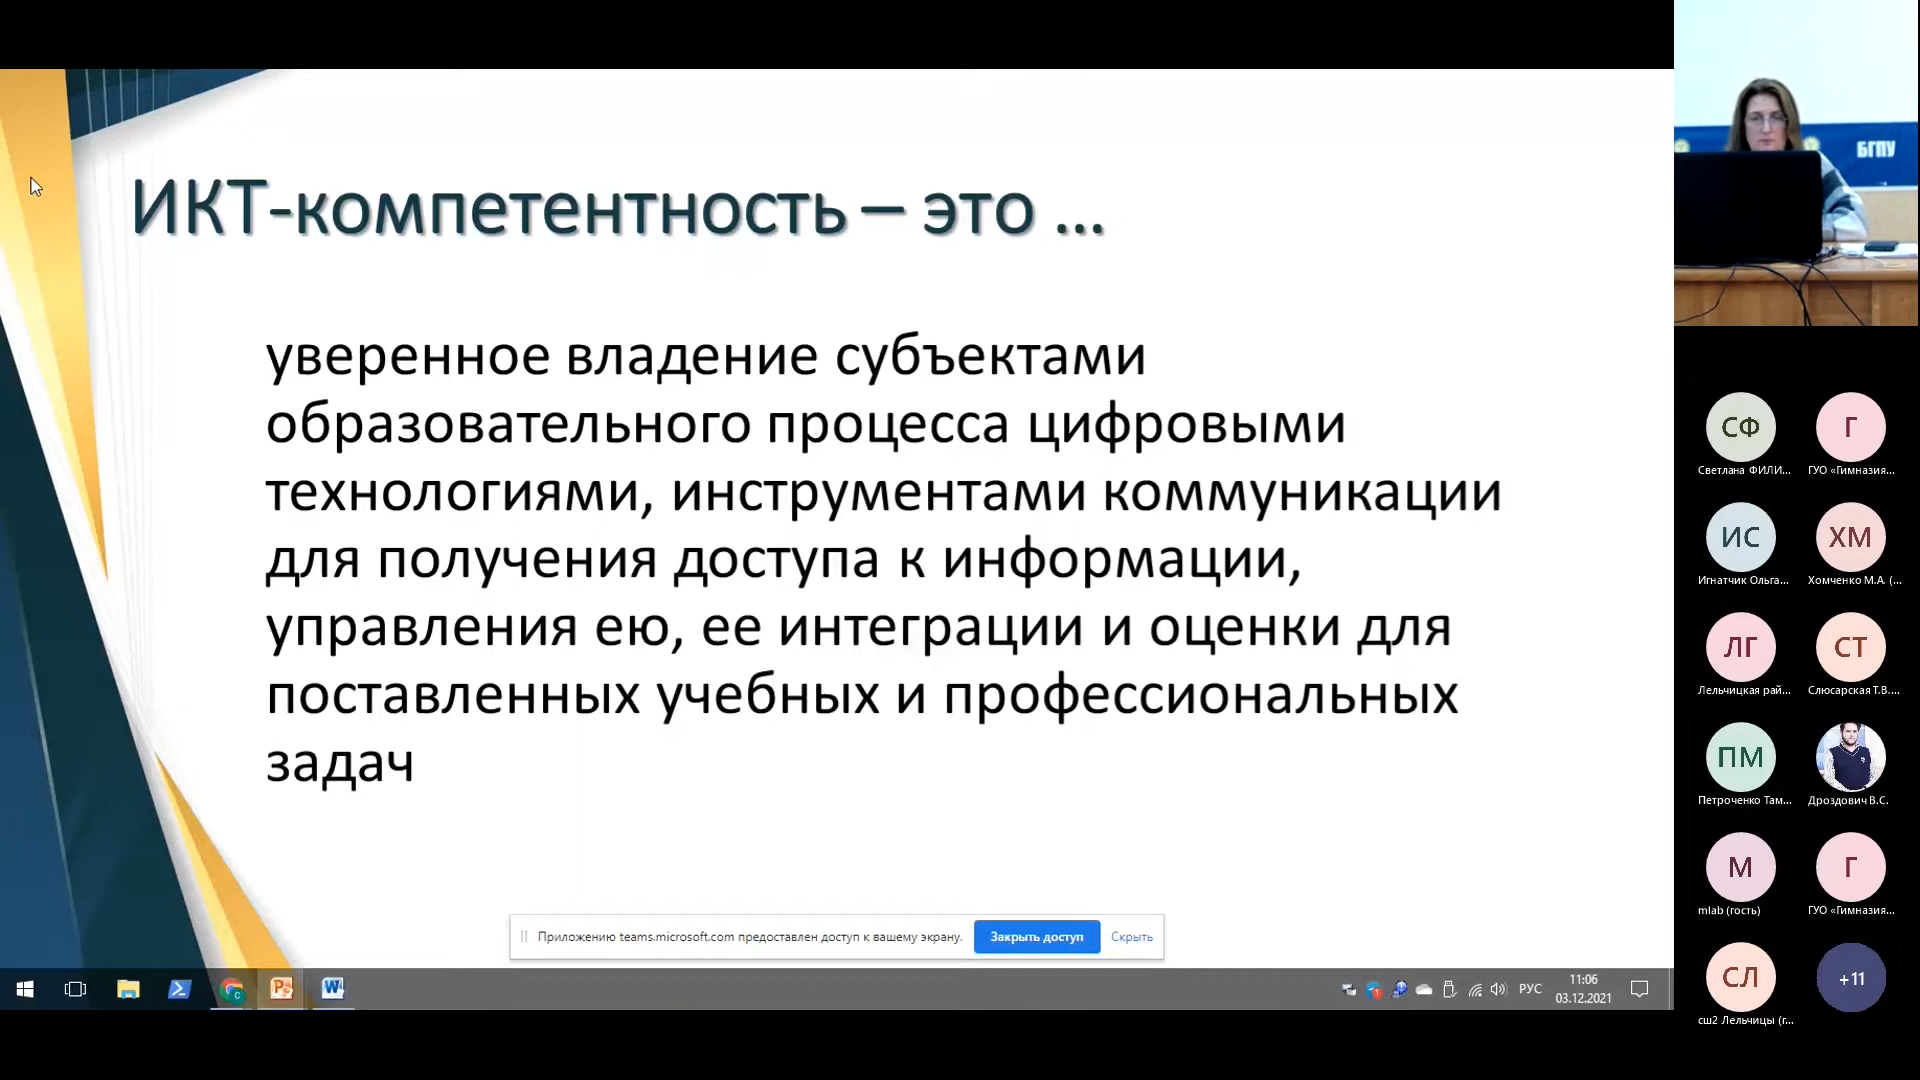 ИКТ-компетентность – это ...
уверенное владение субъектами
образовательного процесса цифровыми
технологиями, инструментами коммуникации
для получения доступа к информации,
управления ею, ее интеграции и оценки для
поставленных учебных и профессиональных
задач
Приложению teams.microsoft.com предоставлен доступ к вашему экрану.
Закрыть доступ
Скрыть
РУС
11:06
03.12.2021
БГПУ
СФ
Светлана ФИЛИ...
Г
ГУО «Гимназия...
ИС
Игнатчик Ольга...
ХМ
Хомченко М.А. (...
ЛГ
Лельчицкая рай...
СТ
Слюсарская Т.В....
ПМ
Петроченко Там...
Дроздович В.С.
М
mlab (гость)
Г
ГУО «Гимназия...
СЛ
сш2 Лельчицы (г...
+11